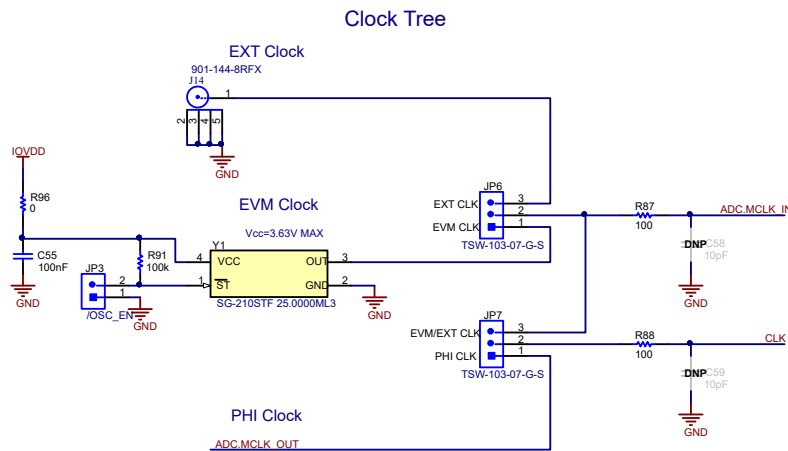 Clock Tree
EXT Clock
901-144-8RFX
J14
1
2
3
4
5
GND
IOVDD
R96
0
EVM Clock
Vcc=3.63V MAX
C55
100nF
GND
R91
100k
JP3
2
1
/OSC_EN
GND
Y1
4
VCC
OUT
3
1
ST
GND
2
SG-210STF 25.0000ML3
GND
JP6
EXT CLK
3
2
EVM CLK
1
TSW-103-07-G-S
R87
100
ADC.MCLK_IN
DNP
C58
10pF
GND
JP7
EVM/EXT CLK
3
2
PHI CLK
1
TSW-103-07-G-S
R88
100
CLK
DNP
C59
10pF
GND
PHI Clock
ADC.MCLK_OUT